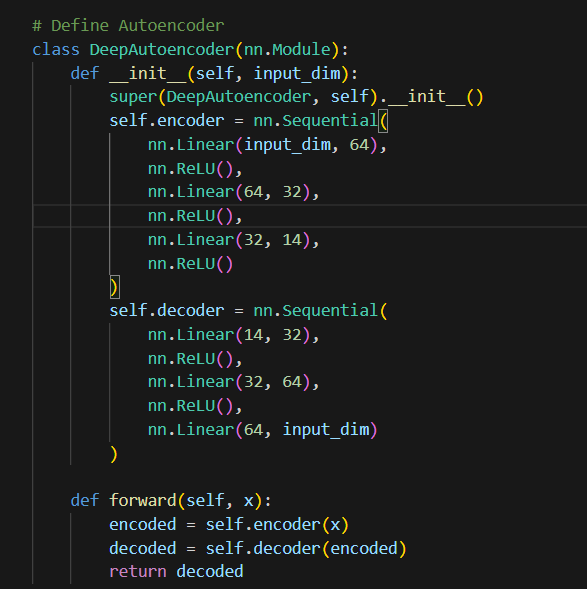 # Define Autoencoder
class DeepAutoencoder(nn.Module):
    def __init__(self, input_dim):
        super(DeepAutoencoder, self).__init__()
        self.encoder = nn.Sequential(
            nn.Linear(input_dim, 64),
            nn.ReLU(),
            nn.Linear(64, 32),
            nn.ReLU(),
            nn.Linear(32, 14),
            nn.ReLU()
        )
        self.decoder = nn.Sequential(
            nn.Linear(14, 32),
            nn.ReLU(),
            nn.Linear(32, 64),
            nn.ReLU(),
            nn.Linear(64, input_dim)
        )

    def forward(self, x):
        encoded = self.encoder(x)
        decoded = self.decoder(encoded)
        return decoded